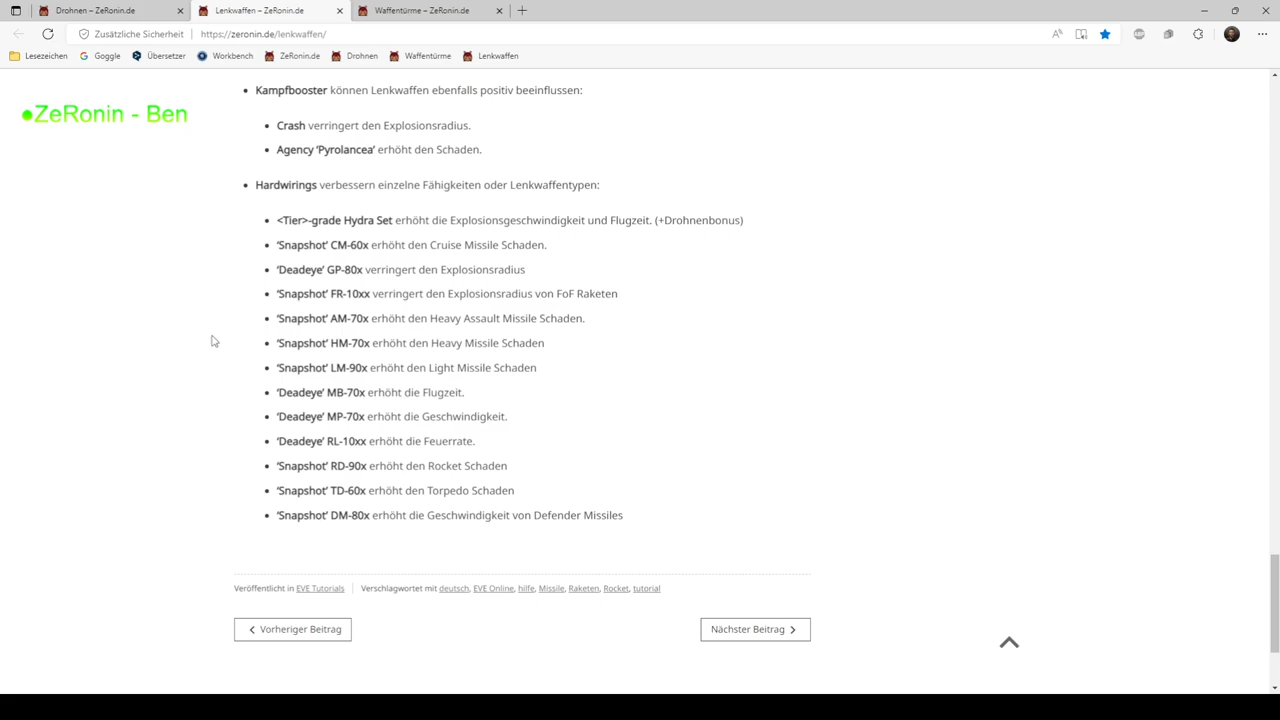 Drohnen – ZeRonin.de
Lenkwaffen – ZeRonin.de
Waffentürme – ZeRonin.de
Zusätzliche Sicherheit
https://zeronin.de/lenkwaffen/
Lesezeichen
Goggle
Übersetzer
Workbench
ZeRonin.de
Drohnen
Waffentürme
Lenkwaffen
ZeRonin - Ben
Kampfbooster können Lenkwaffen ebenfalls positiv beeinflussen:
Crash verringert den Explosionsradius.
Agency ‘Pyrolancea’ erhöht den Schaden.
Hardwirings verbessern einzelne Fähigkeiten oder Lenkwaffentypen:
<Tier>-grade Hydra Set erhöht die Explosionsgeschwindigkeit und Flugzeit. (+Drohnenbonus)
‘Snapshot’ CM-60x erhöht den Cruise Missile Schaden.
‘Deadeye’ GP-80x verringert den Explosionsradius
‘Snapshot’ FR-10xx verringert den Explosionsradius von FoF Raketen
‘Snapshot’ AM-70x erhöht den Heavy Assault Missile Schaden.
‘Snapshot’ HM-70x erhöht den Heavy Missile Schaden
‘Snapshot’ LM-90x erhöht den Light Missile Schaden
‘Deadeye’ MB-70x erhöht die Flugzeit.
‘Deadeye’ MP-70x erhöht die Geschwindigkeit.
‘Deadeye’ RL-10xx erhöht die Feuerrate.
‘Snapshot’ RD-90x erhöht den Rocket Schaden
‘Snapshot’ TD-60x erhöht den Torpedo Schaden
‘Snapshot’ DM-80x erhöht die Geschwindigkeit von Defender Missiles
Veröffentlicht in EVE Tutorials
Verschlagwortet mit deutsch, EVE Online, hilfe, Missile, Raketen, Rocket, tutorial
Vorheriger Beitrag
Nächster Beitrag